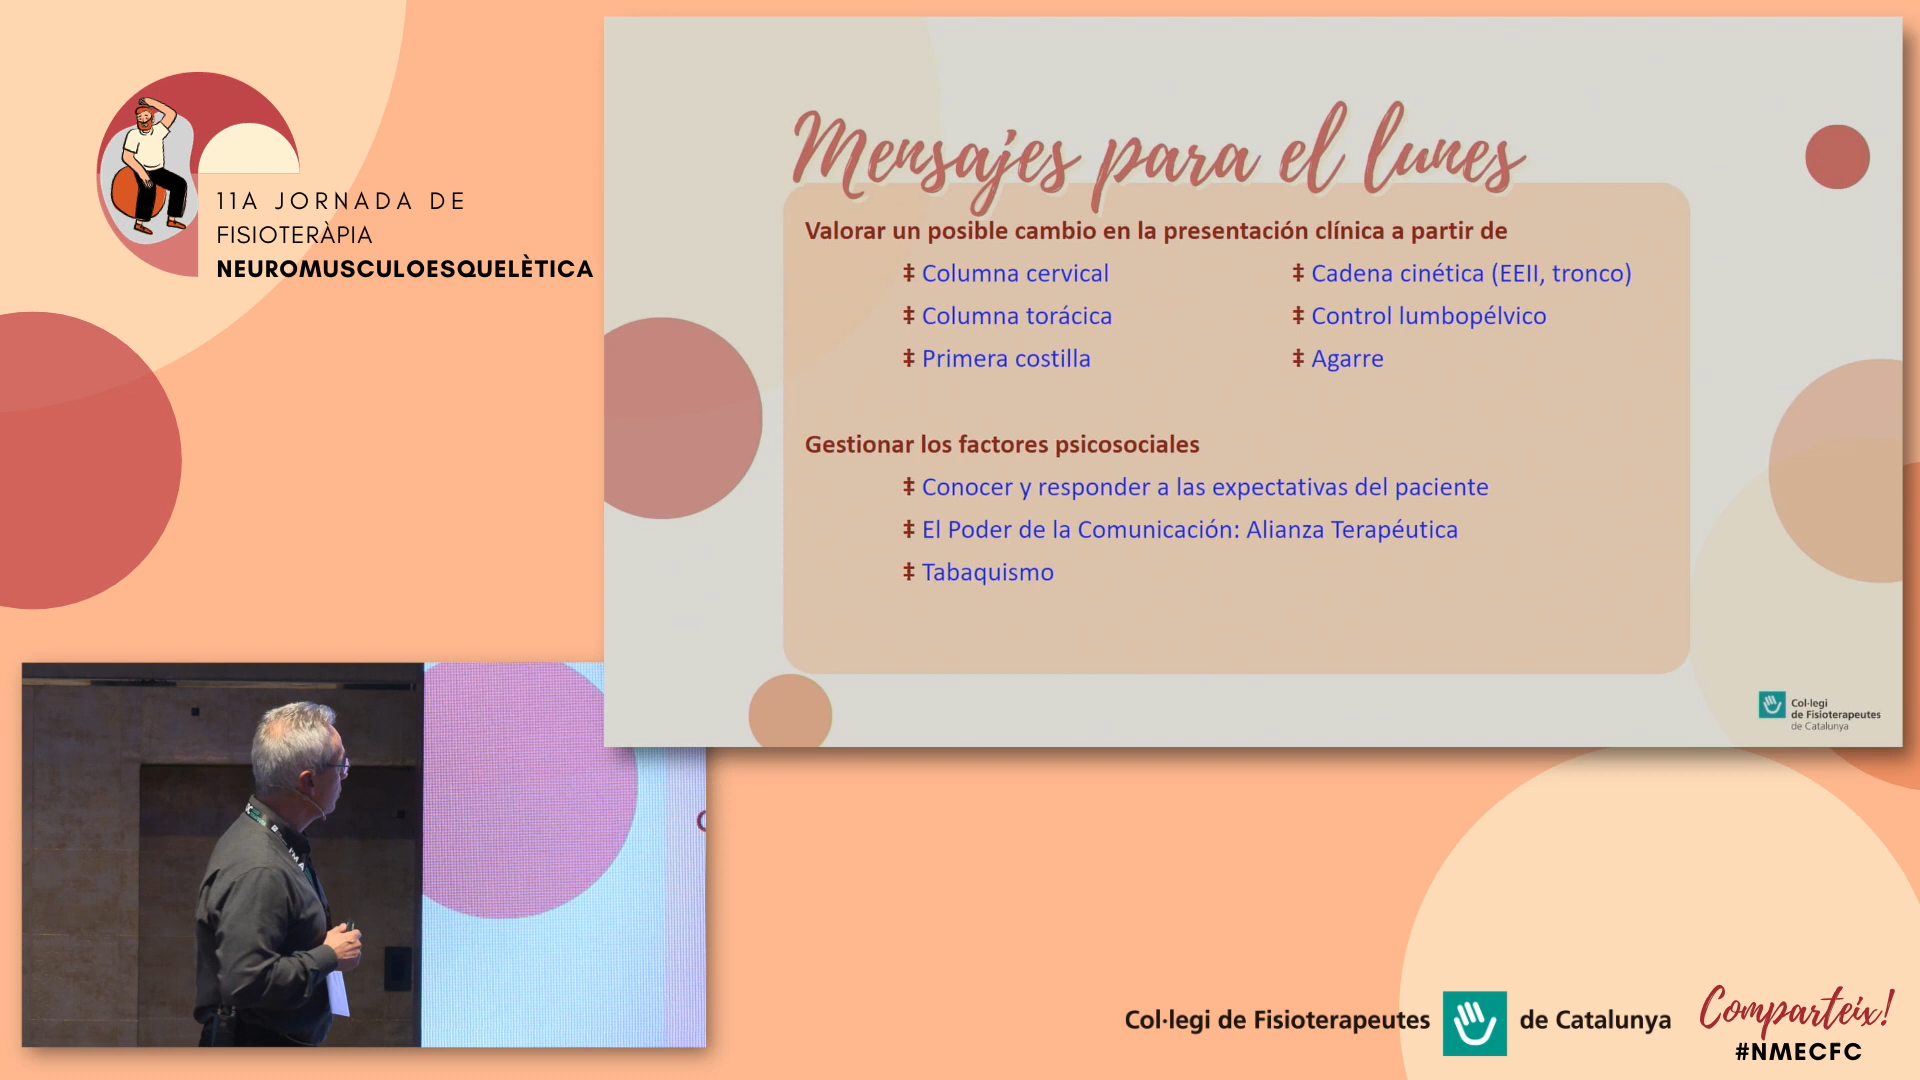 11A JORNADA DE
FISIOTERÀPIA
NEUROMUSCULOESQUELÈTICA
Mensajes para el lunes
Valorar un posible cambio en la presentación clínica a partir de
‡ Columna cervical
‡ Columna torácica
‡ Primera costilla
‡ Cadena cinética (EEII, tronco)
‡ Control lumbopélvico
‡ Agarre
Gestionar los factores psicosociales
‡ Conocer y responder a las expectativas del paciente
‡ El Poder de la Comunicación: Alianza Terapéutica
‡ Tabaquismo
Col·legi
de Fisioterapeutes
de Catalunya
Col·legi de Fisioterapeutes de Catalunya
Comparteix!
#NMECFC